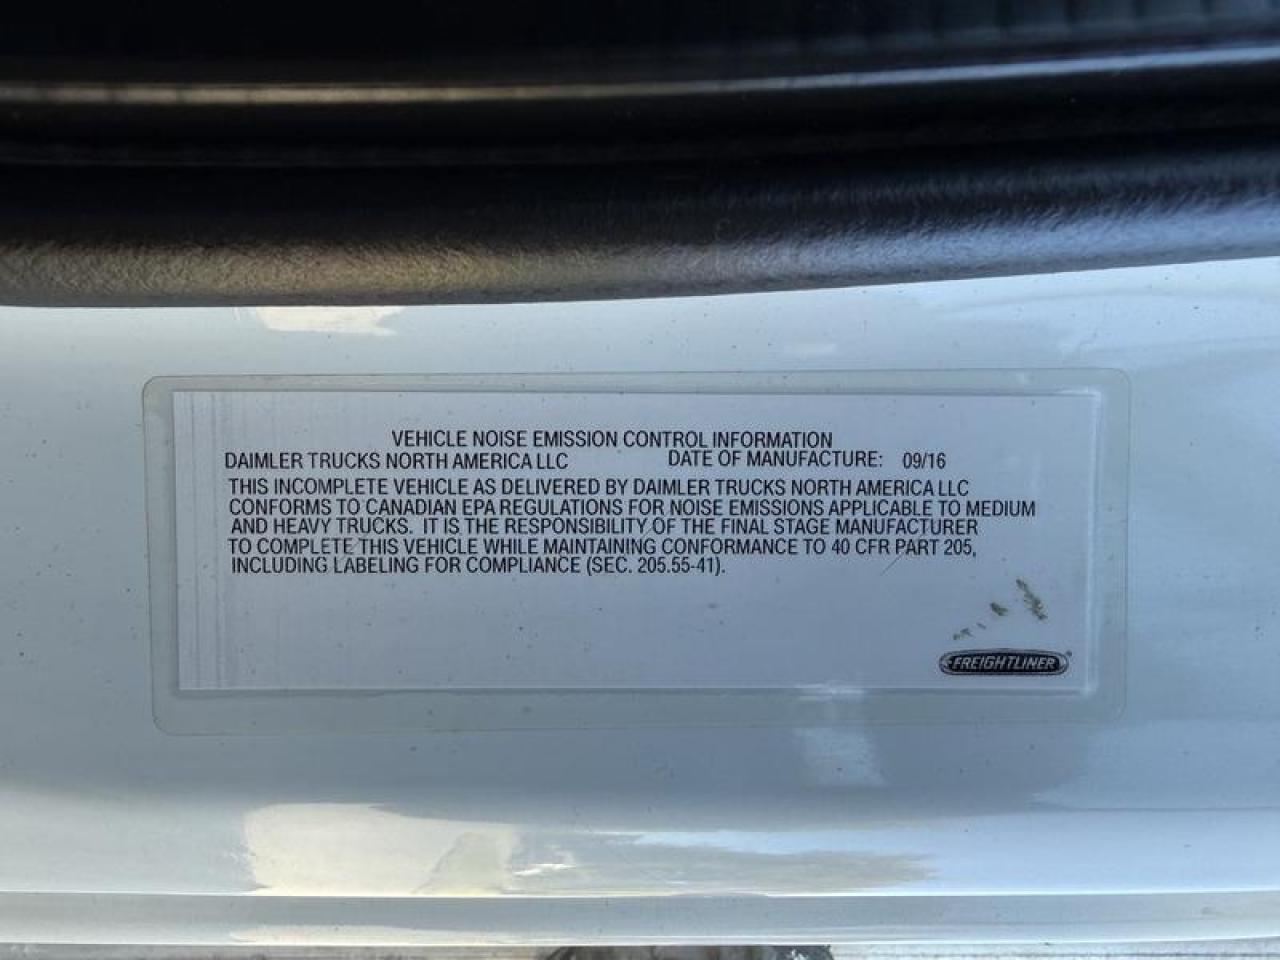 VEHICLE NOISE EMISSION CONTROL INFORMATION
DAIMLER TRUCKS NORTH AMERICA LLC DATE OF MANUFACTURE: 09/16
THIS INCOMPLETE VEHICLE AS DELIVERED BY DAIMLER TRUCKS NORTH AMERICA LLC
CONFORMS TO CANADIAN EPA REGULATIONS FOR NOISE EMISSIONS APPLICABLE TO MEDIUM
AND HEAVY TRUCKS. IT IS THE RESPONSIBILITY OF THE FINAL STAGE MANUFACTURER
TO COMPLETE THIS VEHICLE WHILE MAINTAINING CONFORMANCE TO 40 CFR PART 205,
INCLUDING LABELING FOR COMPLIANCE (SEC. 205.55-41).
FREIGHTLINER